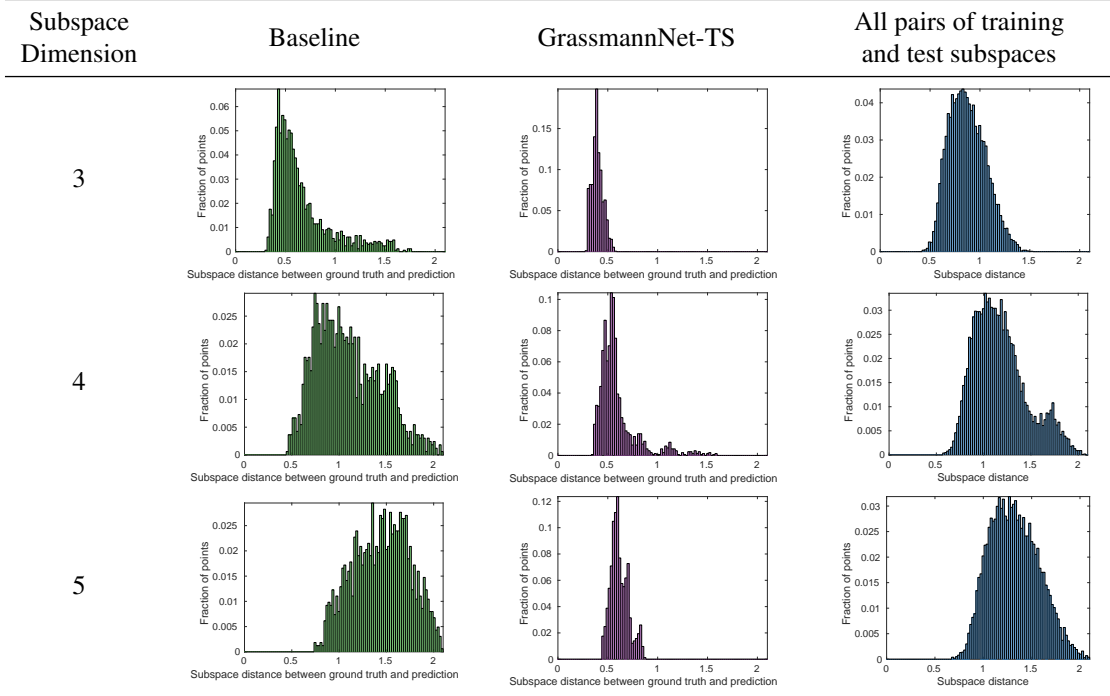 Subspace
Dimension
Baseline
GrassmannNet-TS
All pairs of training
and test subspaces
3
Fraction of points
0.06
0.05
0.04
0.03
0.02
0.01
0
0 0.5 1 1.5 2
Subspace distance between ground truth and prediction
Fraction of points
0.15
0.1
0.05
0
0 0.5 1 1.5 2
Subspace distance between ground truth and prediction
Fraction of points
0.04
0.03
0.02
0.01
0
0 0.5 1 1.5 2
Subspace distance
4
Fraction of points
0.025
0.02
0.015
0.01
0.005
0
0 0.5 1 1.5 2
Subspace distance between ground truth and prediction
Fraction of points
0.1
0.08
0.06
0.04
0.02
0
0 0.5 1 1.5 2
Subspace distance between ground truth and prediction
Fraction of points
0.03
0.025
0.02
0.015
0.01
0.005
0
0 0.5 1 1.5 2
Subspace distance
5
Fraction of points
0.025
0.02
0.015
0.01
0.005
0
0 0.5 1 1.5 2
Subspace distance between ground truth and prediction
Fraction of points
0.12
0.1
0.08
0.06
0.04
0.02
0
0 0.5 1 1.5 2
Subspace distance between ground truth and prediction
Fraction of points
0.03
0.025
0.02
0.015
0.01
0.005
0
0 0.5 1 1.5 2
Subspace distance